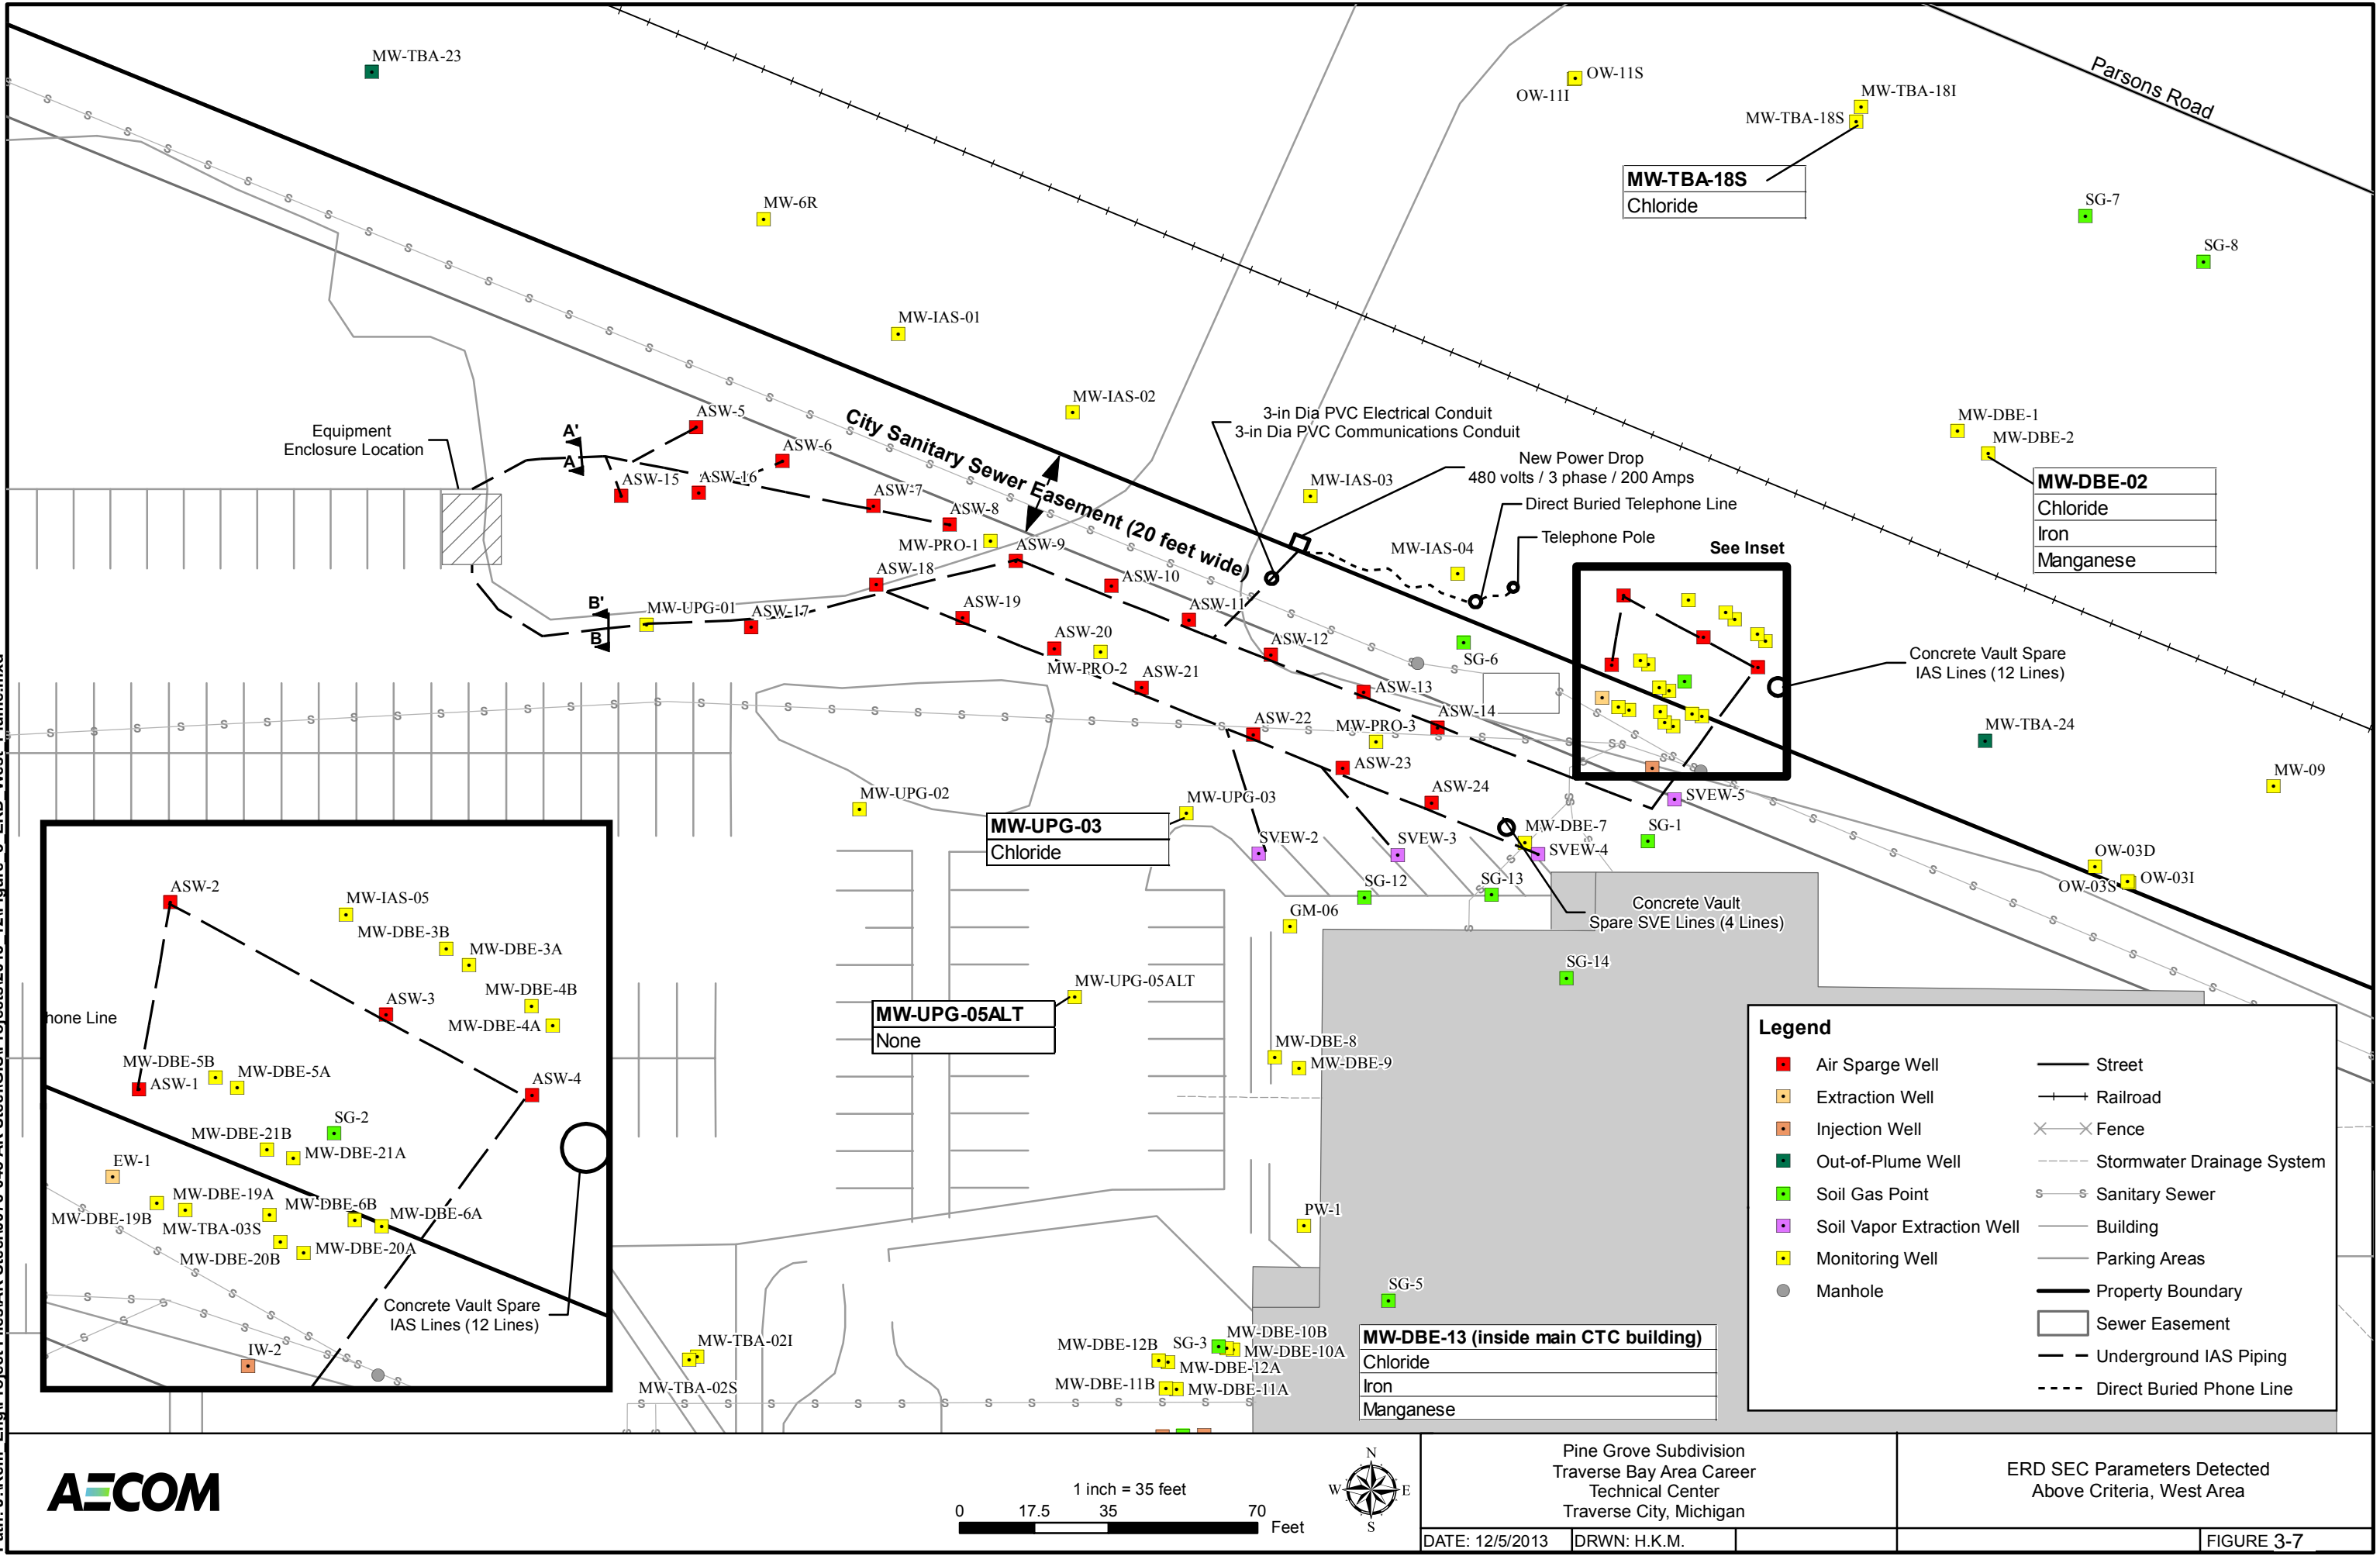 MW-TBA-23
OW-11S
OW-11I
MW-TBA-18I
MW-TBA-18S
Parsons Road
MW-TBA-18S
Chloride
MW-6R
SG-7
SG-8
MW-IAS-01
MW-IAS-02
City Sanitary Sewer Easement (20 feet wide)
3-in Dia PVC Electrical Conduit
3-in Dia PVC Communications Conduit
New Power Drop
480 volts / 3 phase / 200 Amps
Direct Buried Telephone Line
Telephone Pole
MW-IAS-03
MW-IAS-04
See Inset
MW-DBE-1
MW-DBE-2
MW-DBE-02
Chloride
Iron
Manganese
Equipment
Enclosure Location
A'
A
ASW-5
ASW-6
ASW-15
ASW-16
ASW-7
ASW-8
MW-PRO-1
ASW-9
ASW-18
ASW-10
B'
B
MW-UPG-01
ASW-17
ASW-19
ASW-11
ASW-20
ASW-12
MW-PRO-2
ASW-21
SG-6
ASW-13
ASW-22
MW-PRO-3
ASW-14
ASW-23
ASW-24
Concrete Vault Spare
IAS Lines (12 Lines)
MW-TBA-24
MW-09
SVEW-5
SG-1
MW-UPG-02
MW-UPG-03
MW-UPG-03
Chloride
SVEW-2
SVEW-3
MW-DBE-7
SVEW-4
SG-12
SG-13
OW-03D
OW-03S
OW-03I
GM-06
Concrete Vault
Spare SVE Lines (4 Lines)
SG-14
MW-UPG-05ALT
MW-UPG-05ALT
None
MW-DBE-8
MW-DBE-9
PW-1
SG-5
ASW-2
MW-IAS-05
MW-DBE-3B
MW-DBE-3A
ASW-3
MW-DBE-4B
MW-DBE-4A
hone Line
MW-DBE-5B
ASW-1
MW-DBE-5A
ASW-4
SG-2
MW-DBE-21B
MW-DBE-21A
EW-1
MW-DBE-19A
MW-DBE-19B
MW-TBA-03S
MW-DBE-6B
MW-DBE-6A
MW-DBE-20B
MW-DBE-20A
Concrete Vault Spare
IAS Lines (12 Lines)
IW-2
MW-TBA-02I
MW-TBA-02S
MW-DBE-12B
SG-3
MW-DBE-10B
MW-DBE-10A
MW-DBE-12A
MW-DBE-11B
MW-DBE-11A
MW-DBE-13 (inside main CTC building)
Chloride
Iron
Manganese
Legend
Air Sparge Well
Extraction Well
Injection Well
Out-of-Plume Well
Soil Gas Point
Soil Vapor Extraction Well
Monitoring Well
Manhole
Street
Railroad
Fence
Stormwater Drainage System
Sanitary Sewer
Building
Parking Areas
Property Boundary
Sewer Easement
Underground IAS Piping
Direct Buried Phone Line
AECOM
1 inch = 35 feet
0 17.5 35 70
Feet
N
W E
S
Pine Grove Subdivision
Traverse Bay Area Career
Technical Center
Traverse City, Michigan
ERD SEC Parameters Detected
Above Criteria, West Area
DATE: 12/5/2013
DRWN: H.K.M.
FIGURE 3-7